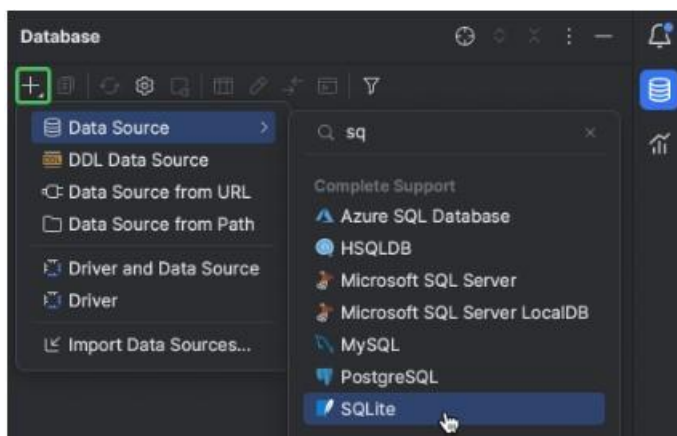 Database
Data Source
DDL Data Source
Data Source from URL
Data Source from Path
Driver and Data Source
Driver
Import Data Sources...
sq
Complete Support
Azure SQL Database
HSQLDB
Microsoft SQL Server
Microsoft SQL Server LocalDB
MySQL
PostgreSQL
SQLite